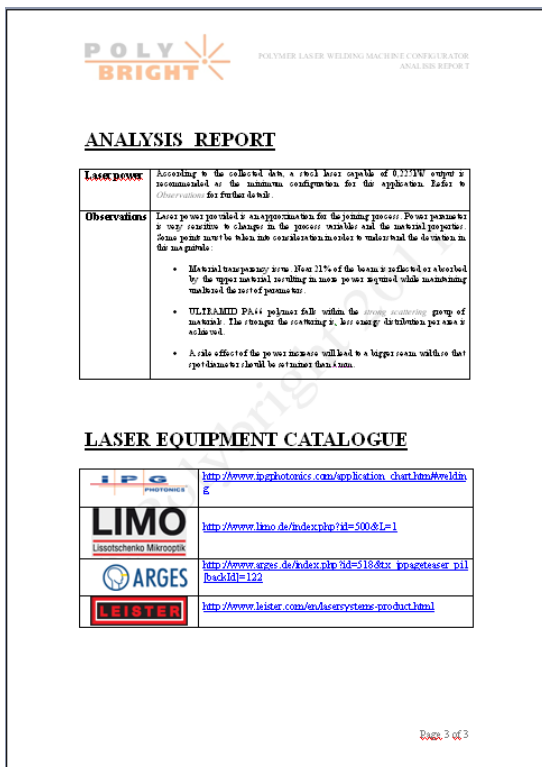 POLY
BRIGHT
POLYMER LASER WELDING MACHINE CONFIGURATOR
ANALISIS REPORT
ANALYSIS REPORT
Laser power
According to the collected data, a stock laser capable of 0,225kW output is
recommended as the minimum configuration for this application. Refer to
Observations for further details.
Observations
Laser power provided is an approximation for the joining process. Power parameter
is very sensitive to changes in the process variables and the material properties.
Some points must be taken into consideration in order to understand the deviation in
this magnitude:
• Material transparency issue. Near 21% of the beam is reflected or absorbed
by the upper material resulting in more power required while maintaining
unaltered the rest of parameters.
• ULTRAMID PA66 polymer falls within the strong scattering group of
materials. The stronger the scattering is, less energy distribution per area is
achieved.
• A side effect of the power increase will lead to a bigger seam width so that
spot diameter should be set minor than 4 mm.
Polybright 2011
LASER EQUIPMENT CATALOGUE
IPG
PHOTONICS
http://www.ipgphotonics.com/application_chart.htm#weldin
g
LIMO
Lissotschenko Mikrooptik
http://www.limo.de/index.php?id=500&L=1
ARGES
http://www.arges.de/index.php?id=518&tx_jppageteaser_pi1
[backId]=122
LEISTER
http://www.leister.com/en/lasersystems-product.html
Page 3 of 3